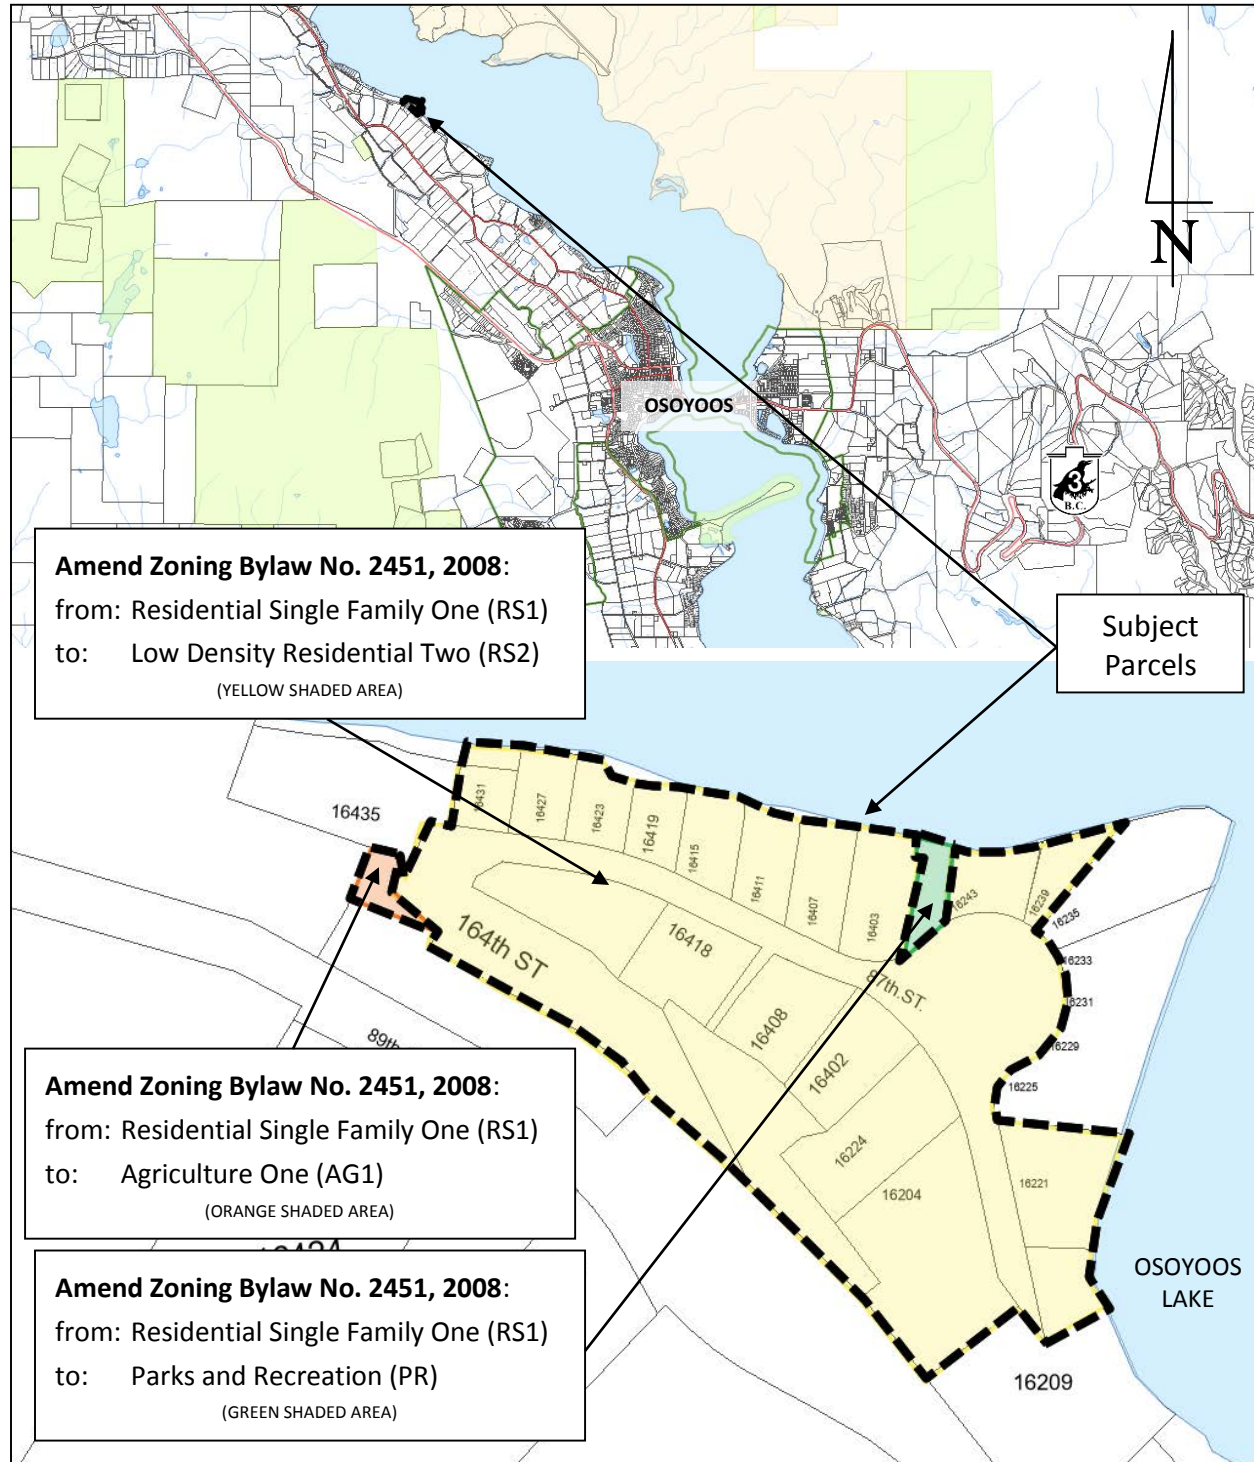 N
OSOYOOS
3
B.C.
Amend Zoning Bylaw No. 2451, 2008:
from: Residential Single Family One (RS1)
to: Low Density Residential Two (RS2)
(YELLOW SHADED AREA)
Subject
Parcels
16435
16431
16427
16423
16419
16415
16411
16407
16403
16243
16239
16235
16233
16231
16229
16225
16221
164th ST
16418
87th ST.
16408
16402
16224
16204
89th
Amend Zoning Bylaw No. 2451, 2008:
from: Residential Single Family One (RS1)
to: Agriculture One (AG1)
(ORANGE SHADED AREA)
Amend Zoning Bylaw No. 2451, 2008:
from: Residential Single Family One (RS1)
to: Parks and Recreation (PR)
(GREEN SHADED AREA)
OSOYOOS
LAKE
16209